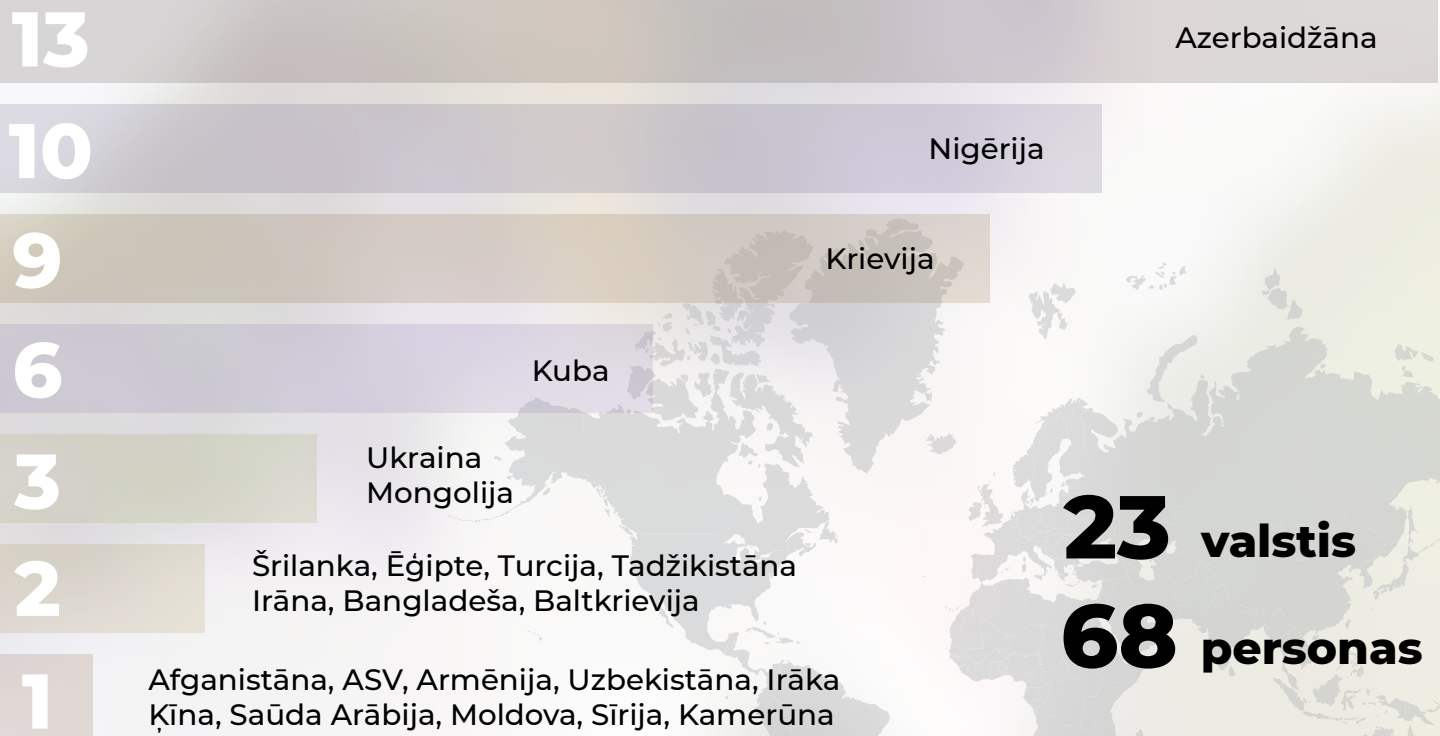 13 Azerbaidžāna
10 Nigērija
9 Krievija
6 Kuba
3 Ukraina
Mongolija
2 Šrilanka, Ēģipte, Turcija, Tadžikistāna
Irāna, Bangladeša, Baltkrievija
1 Afganistāna, ASV, Armēnija, Uzbekistāna, Irāka
Ķīna, Saūda Arābija, Moldova, Sīrija, Kamerūna
23 valstis
68 personas